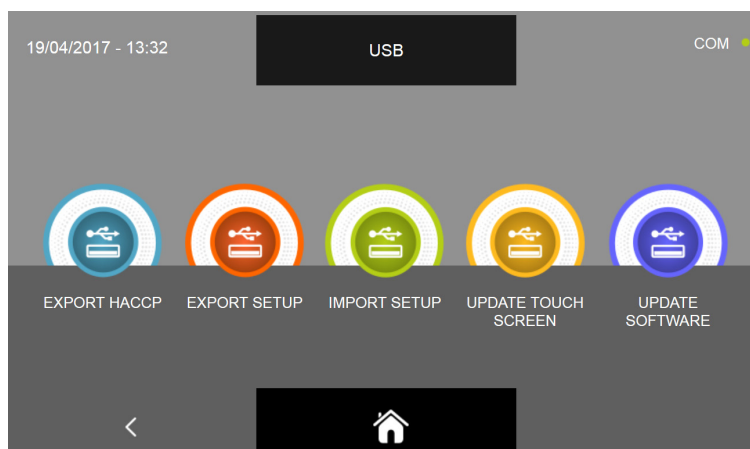 19/04/2017 - 13:32
USB
COM
EXPORT HACCP
EXPORT SETUP
IMPORT SETUP
UPDATE TOUCH
SCREEN
UPDATE
SOFTWARE